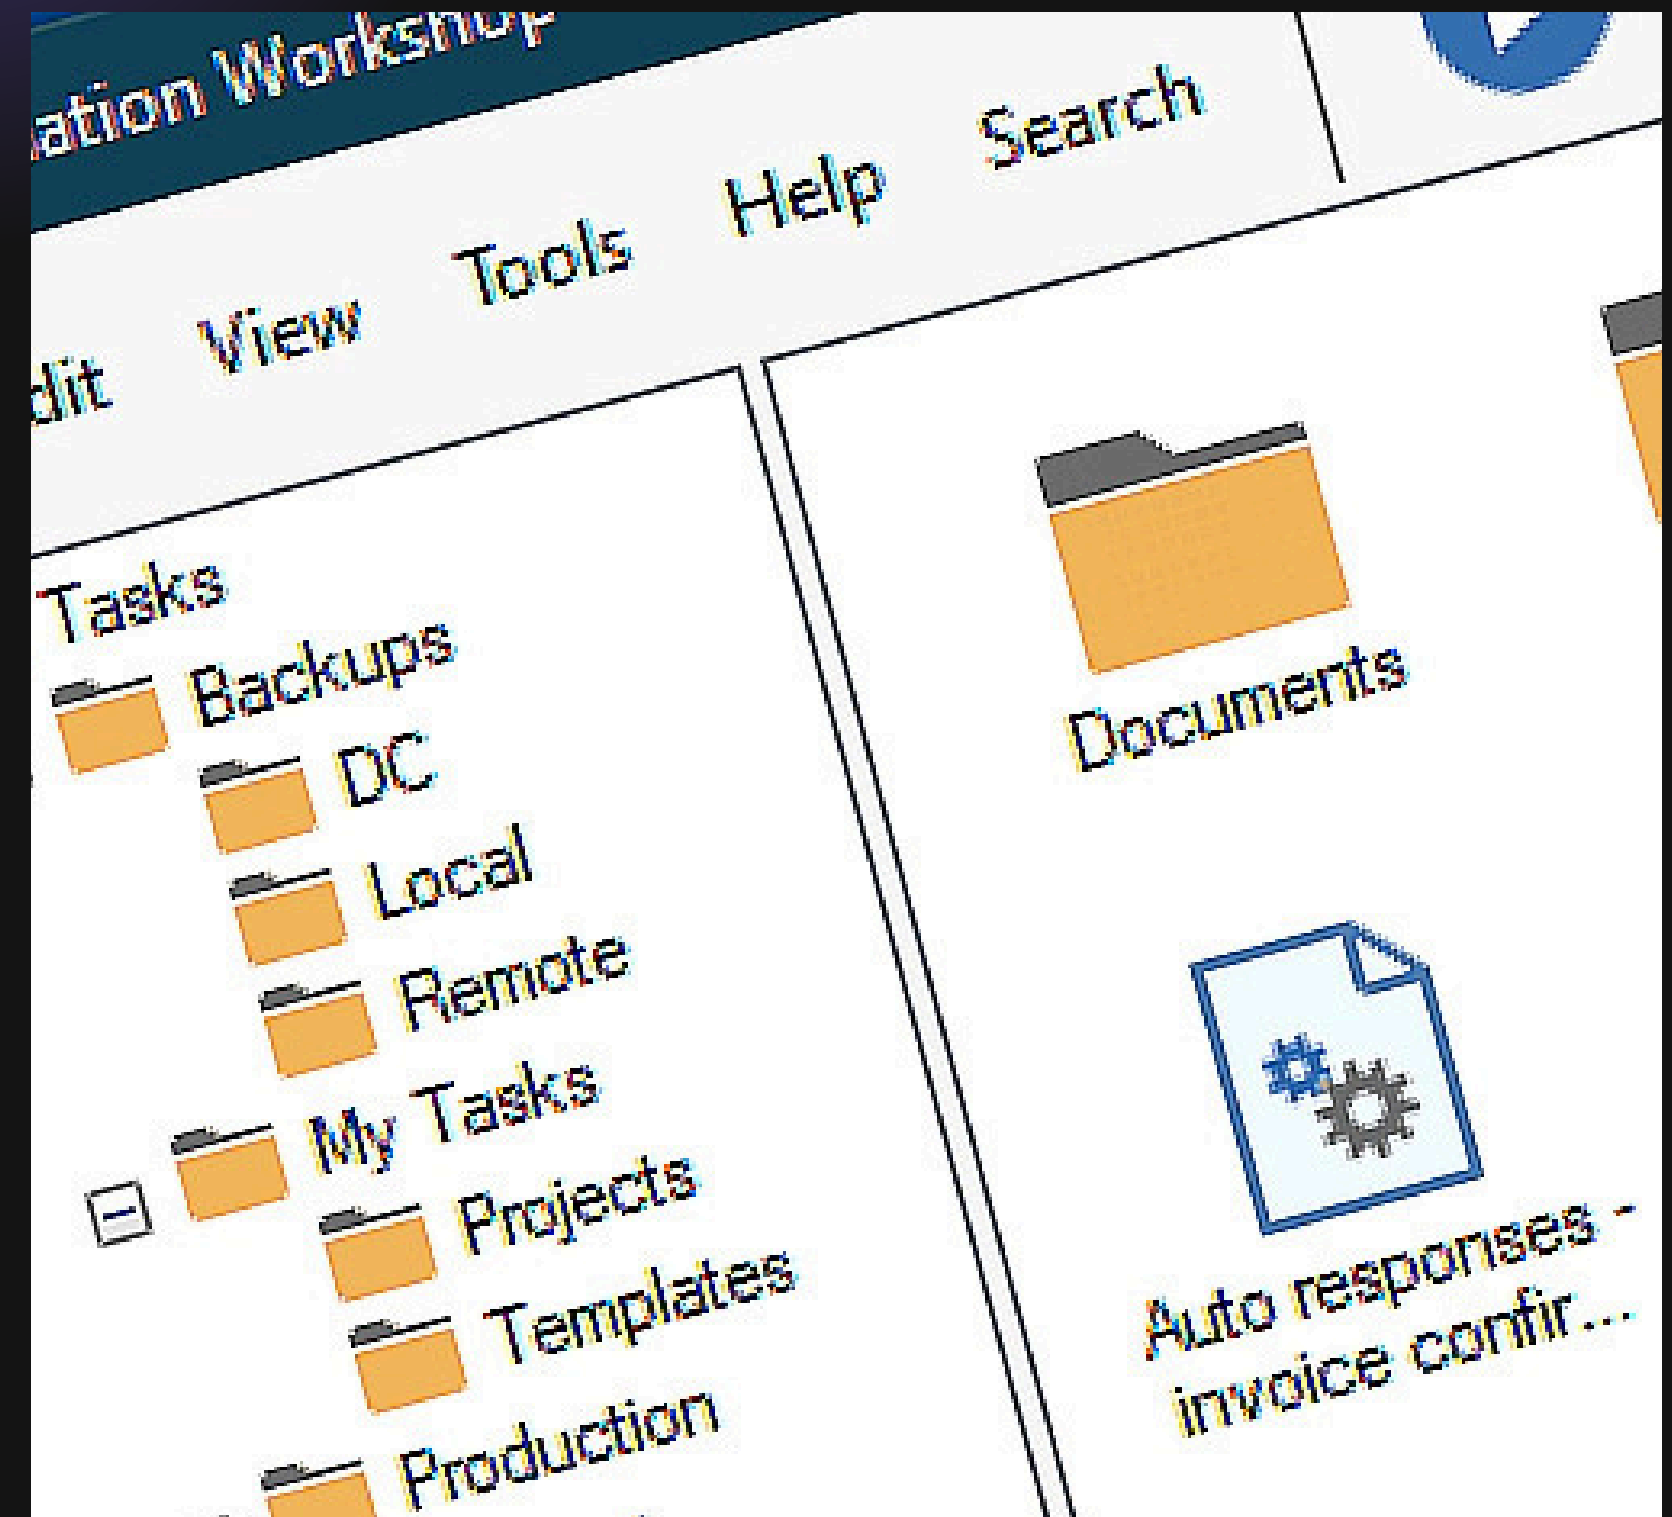 ation Workshop
dit View Tools Help Search
Tasks
Backups
DC
Local
Remote
My Tasks
Projects
Templates
Production
Documents
Auto responses -
invoice confir...